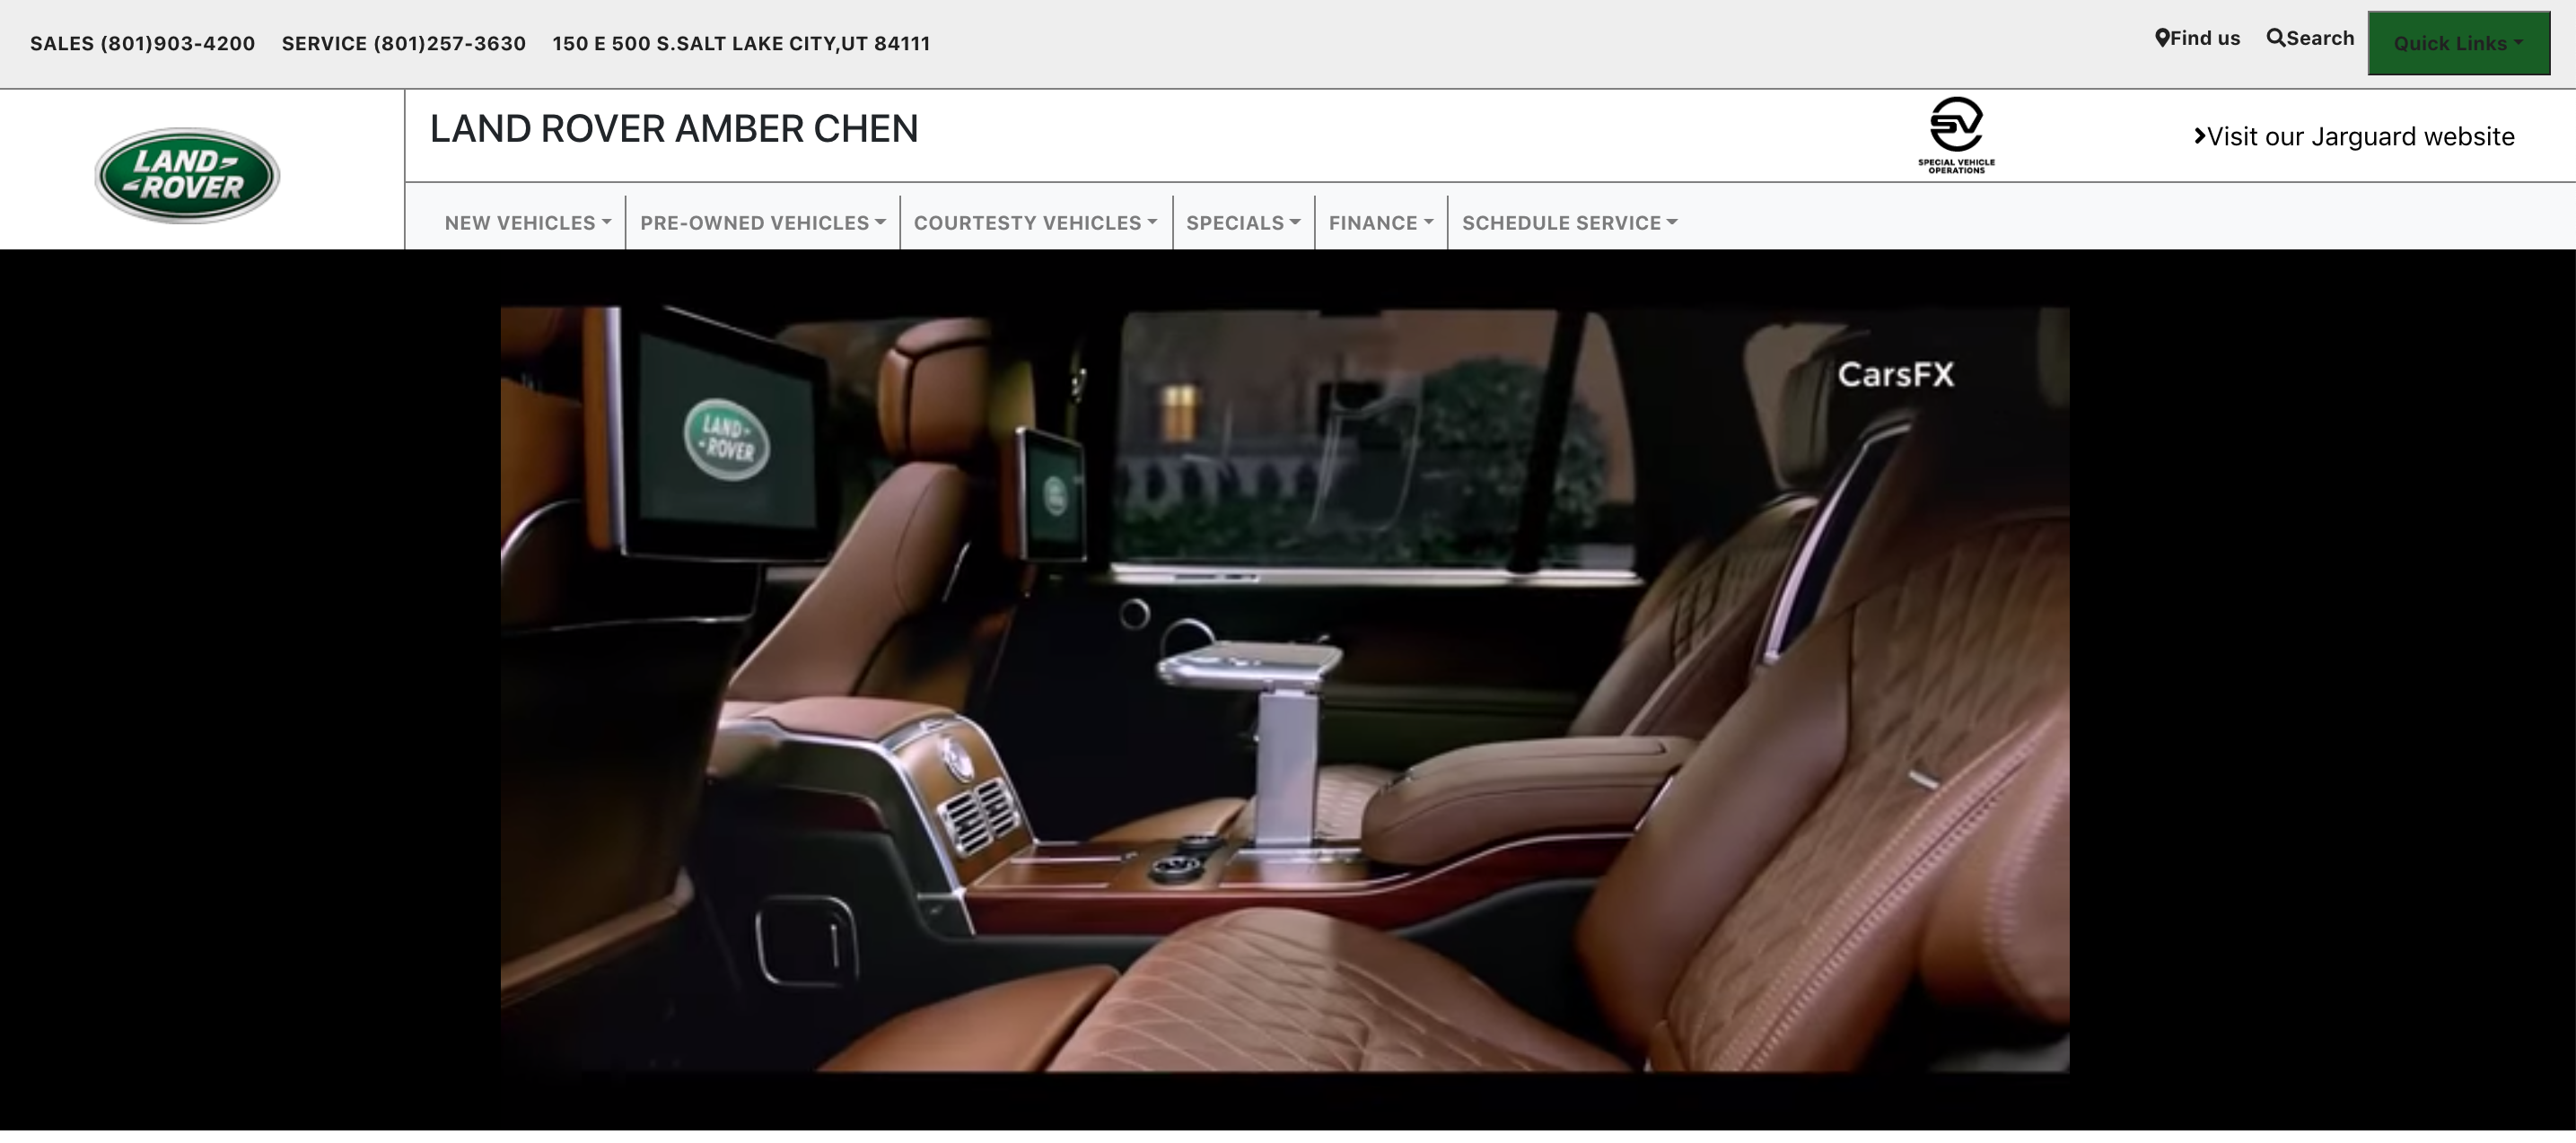 SALES (801)903-4200 SERVICE (801)257-3630 150 E 500 S.SALT LAKE CITY,UT 84111 Find us Search Quick Links
LAND ROVER
LAND ROVER AMBER CHEN
SV
SPECIAL VEHICLE
OPERATIONS
Visit our Jarguard website
NEW VEHICLES PRE-OWNED VEHICLES COURTESTY VEHICLES SPECIALS FINANCE SCHEDULE SERVICE
CarsFX
LAND
ROVER